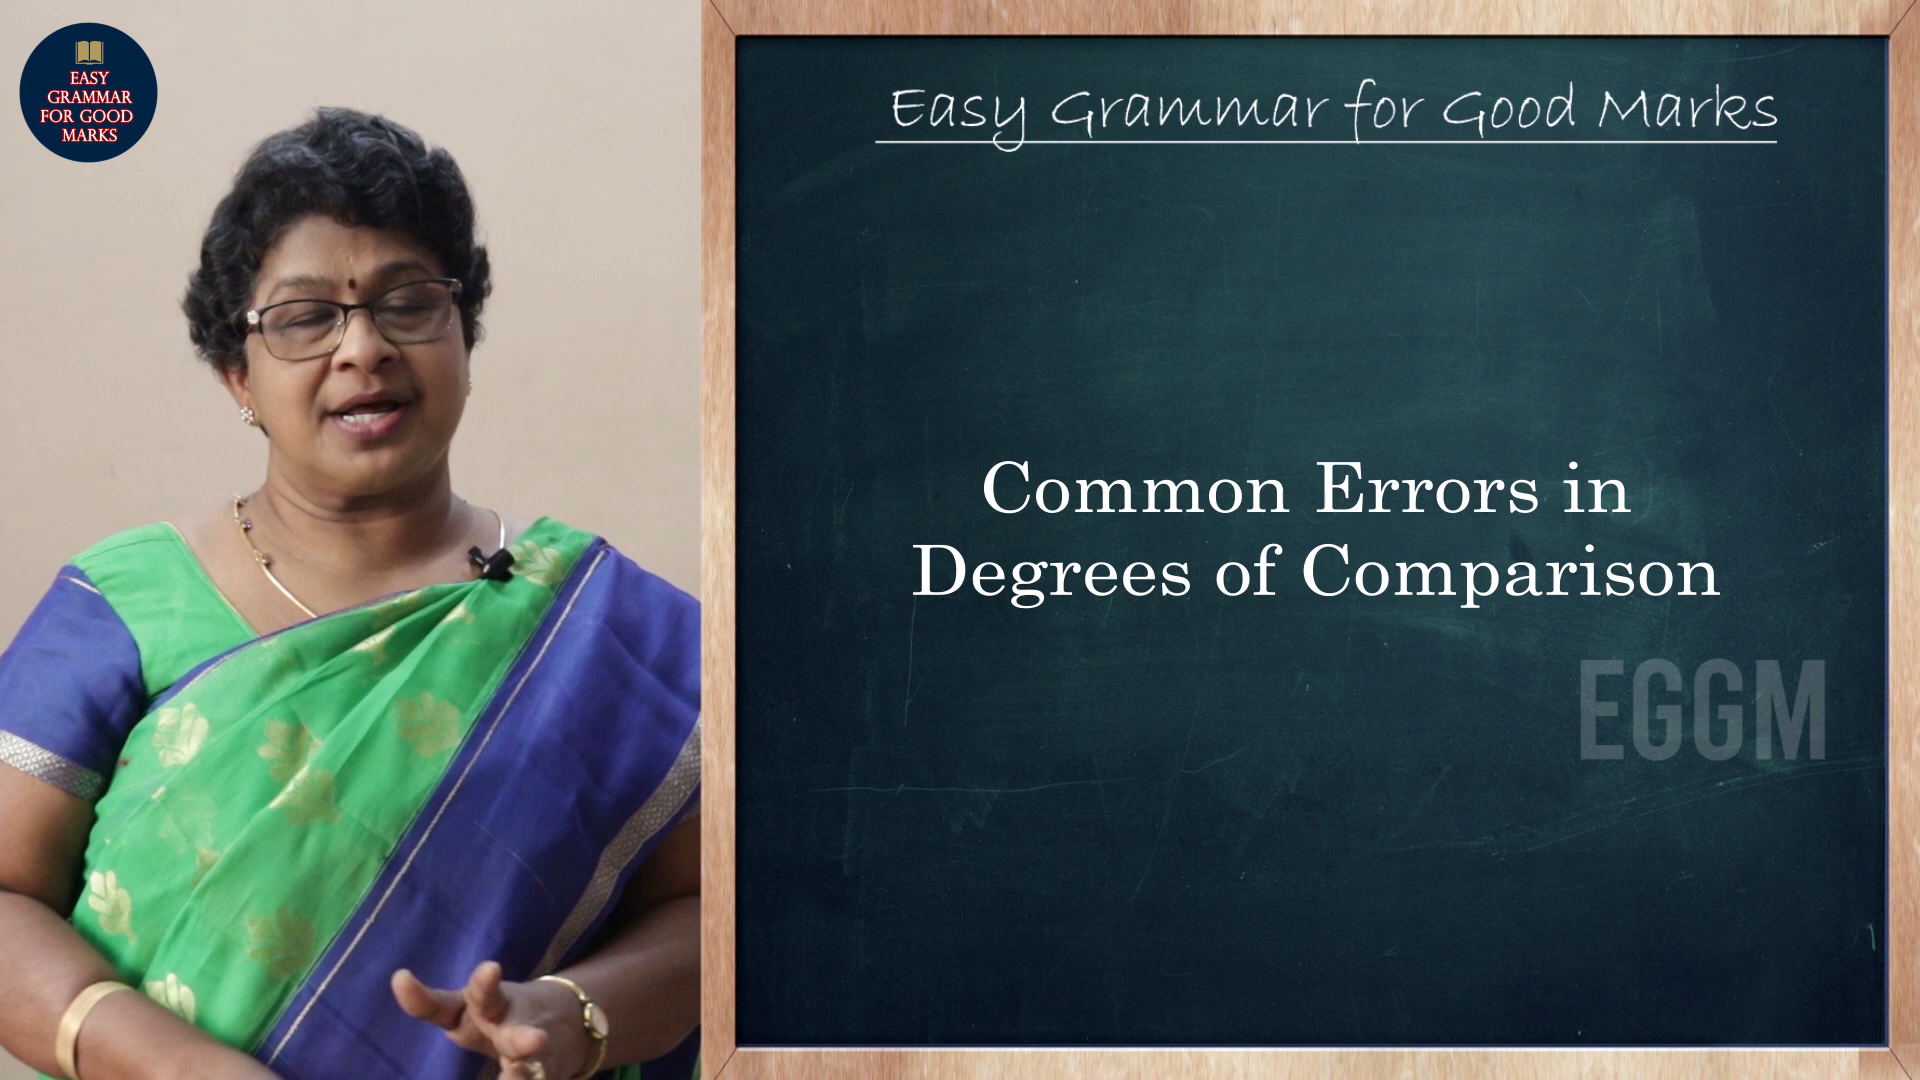 EASY
GRAMMAR
FOR GOOD
MARKS
Easy Grammar for Good Marks
Common Errors in
Degrees of Comparison
EGGM